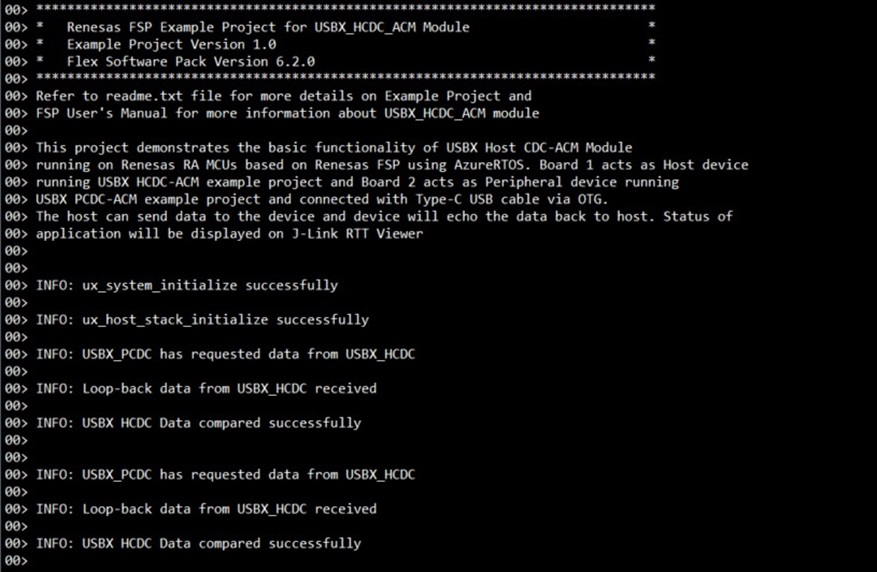 00> ********************************************************************************
00> *   Renesas FSP Example Project for USBX_HCDC_ACM Module                       *
00> *   Example Project Version 1.0                                                *
00> *   Flex Software Pack Version 6.2.0                                           *
00> ********************************************************************************
00> Refer to readme.txt file for more details on Example Project and
00> FSP User's Manual for more information about USBX_HCDC_ACM module
00>
00> This project demonstrates the basic functionality of USBX Host CDC-ACM Module
00> running on Renesas RA MCUs based on Renesas FSP using AzureRTOS. Board 1 acts as Host device
00> running USBX HCDC-ACM example project and Board 2 acts as Peripheral device running
00> USBX PCDC-ACM example project and connected with Type-C USB cable via OTG.
00> The host can send data to the device and device will echo the data back to host. Status of
00> application will be displayed on J-Link RTT Viewer
00>
00>
00> INFO: ux_system_initialize successfully
00>
00> INFO: ux_host_stack_initialize successfully
00>
00> INFO: USBX_PCDC has requested data from USBX_HCDC
00>
00> INFO: Loop-back data from USBX_HCDC received
00>
00> INFO: USBX HCDC Data compared successfully
00>
00>
00> INFO: USBX_PCDC has requested data from USBX_HCDC
00>
00> INFO: Loop-back data from USBX_HCDC received
00>
00> INFO: USBX HCDC Data compared successfully
00>